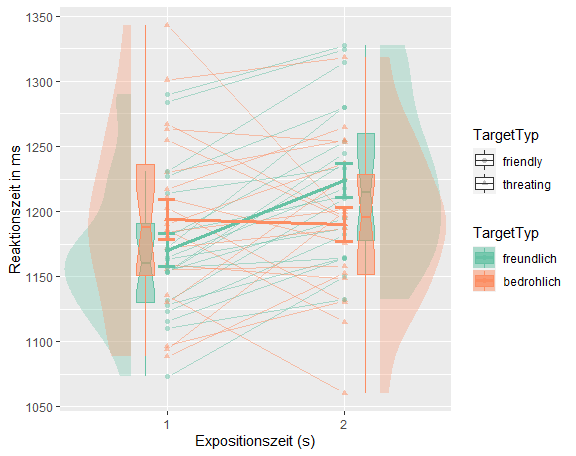 1350
1300
1250
1200
1150
1100
1050
Reaktionszeit in ms
1
2
Expositionszeit (s)
TargetTyp
friendly
threating
TargetTyp
freundlich
bedrohlich